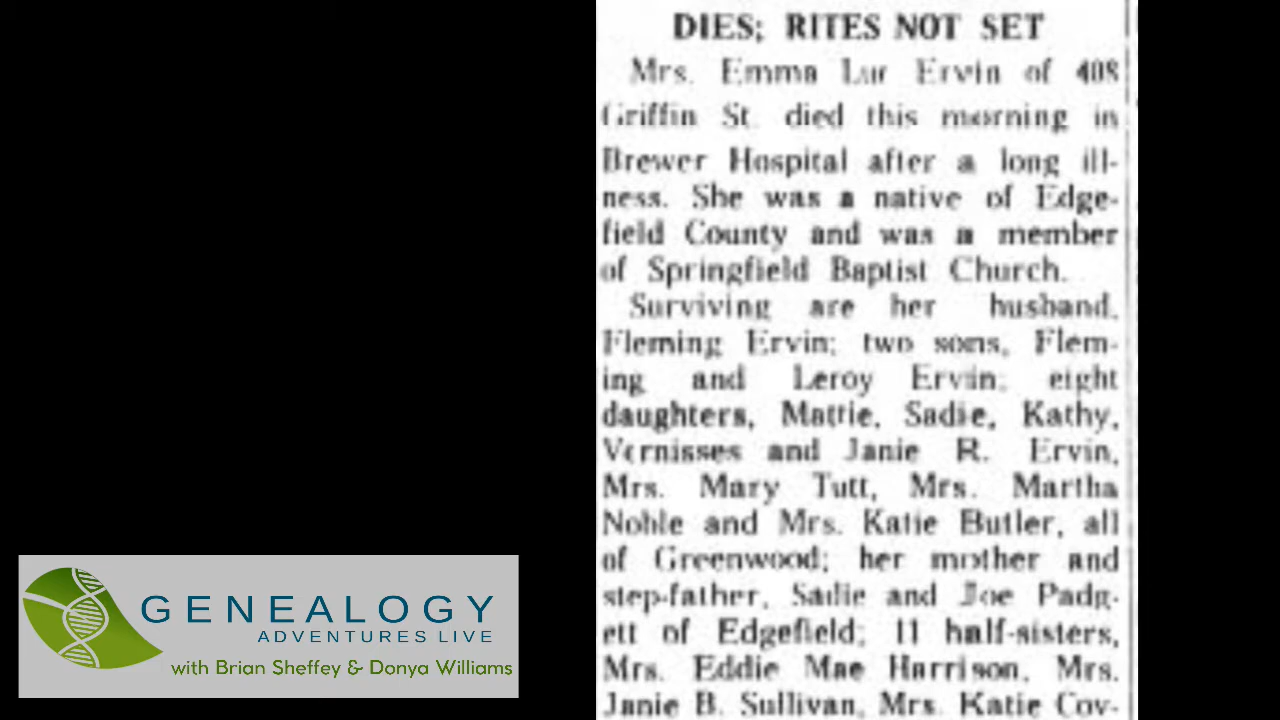 DIES; RITES NOT SET
Mrs. Emma Lur Ervin of 408
Griffin St. died this morning in
Brewer Hospital after a long ill-
ness. She was a native of Edge-
field County and was a member
of Springfield Baptist Church.
Surviving are her husband,
Fleming Ervin; two sons, Flem-
ing and Leroy Ervin; eight
daughters, Mattie, Sadie, Kathy,
Vernisses and Janie R. Ervin,
Mrs. Mary Tutt, Mrs. Martha
Noble and Mrs. Katie Butler, all
of Greenwood; her mother and
step-father, Sadie and Joe Padg-
ett of Edgefield; 11 half-sisters,
Mrs. Eddie Mae Harrison, Mrs.
Janie B. Sullivan, Mrs. Katie Cov-
GENEALOGY
ADVENTURES LIVE
with Brian Sheffey & Donya Williams